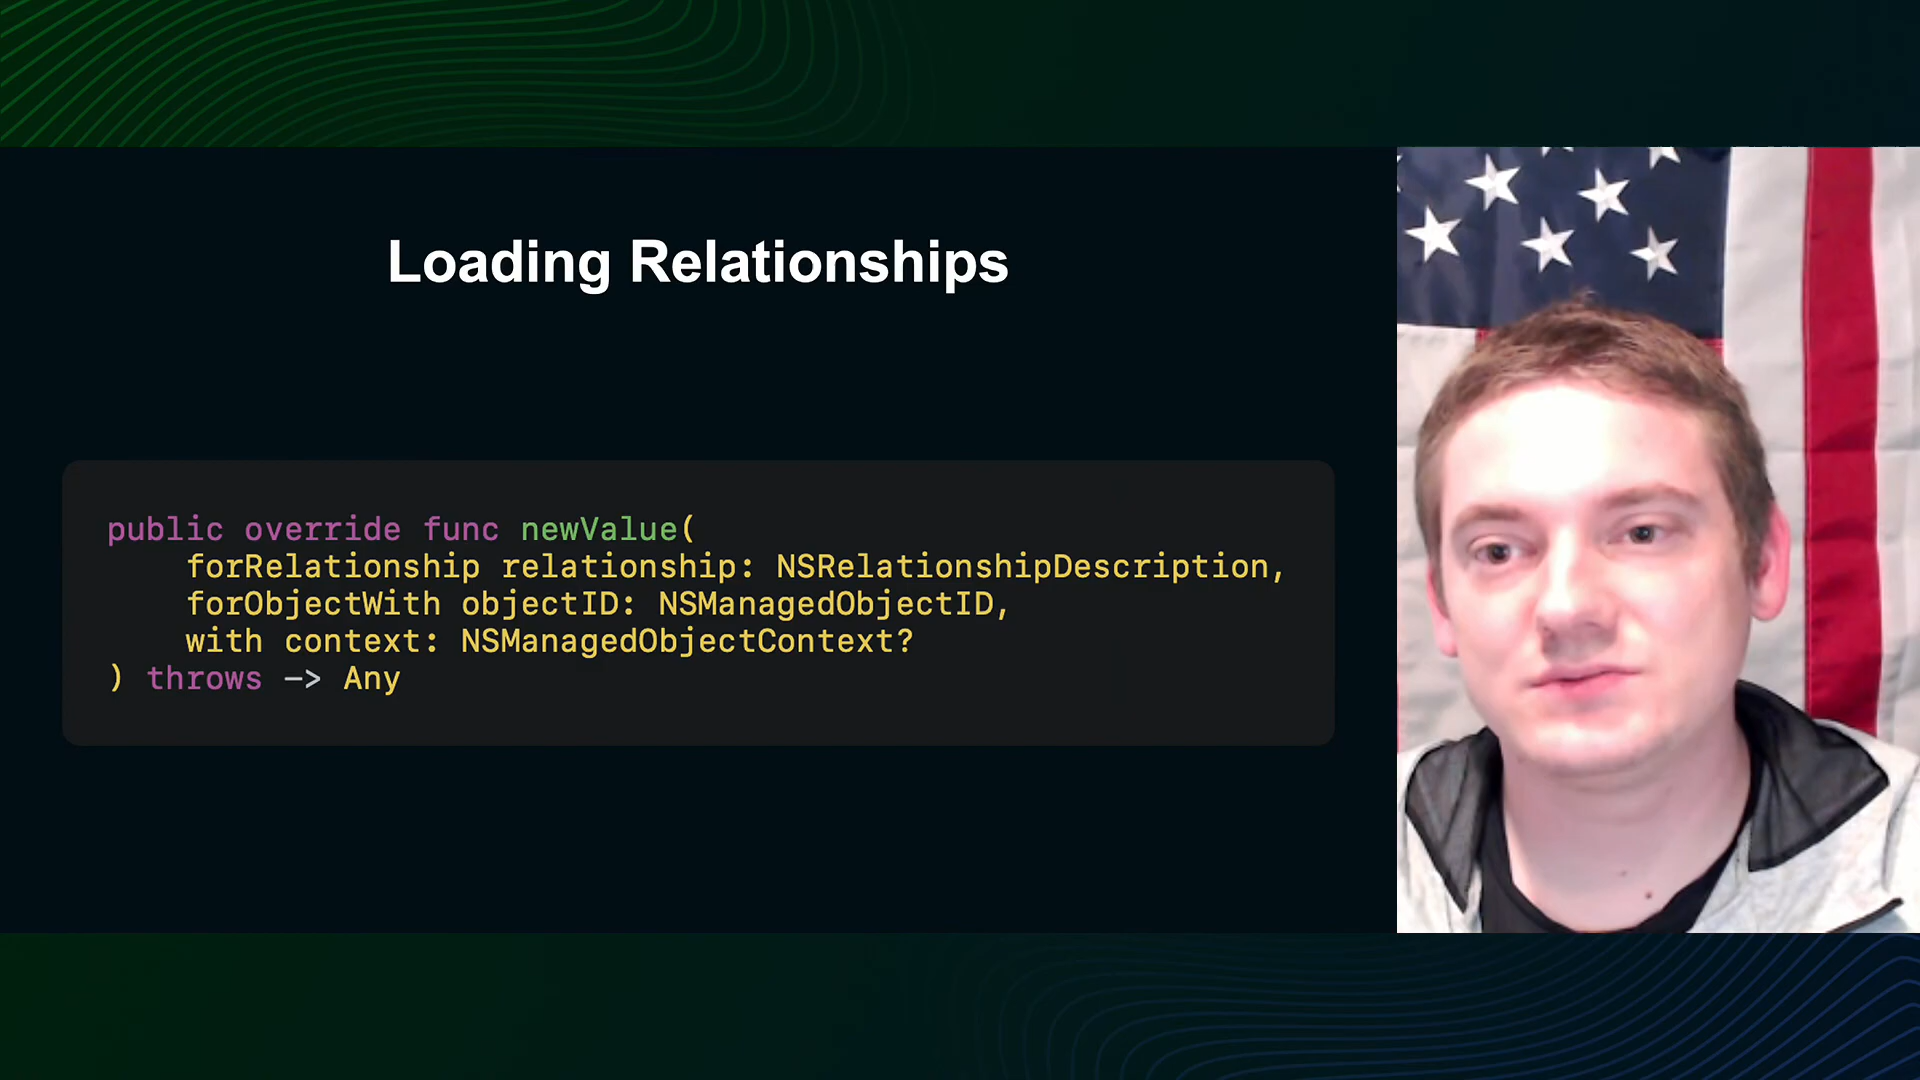 Loading Relationships
public override func newValue(
    forRelationship relationship: NSRelationshipDescription,
    forObjectWith objectID: NSManagedObjectID,
    with context: NSManagedObjectContext?
) throws -> Any